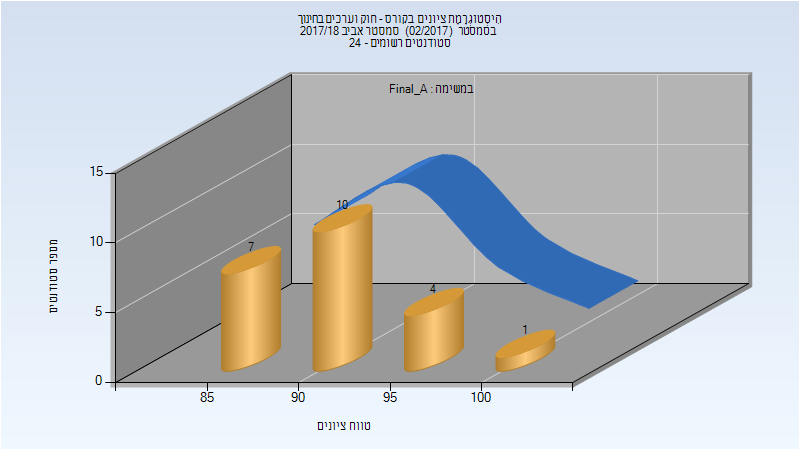 היסטוגרמת ציונים בקורס - חוק וערכים בחינוך
בסמסטר (02/2017) סמסטר אביב 2017/18
סטודנטים רשומים - 24
במשימה : Final_A
15
10
5
0
7
10
4
1
85
90
95
100
מספר סטודנטים
טווח ציונים